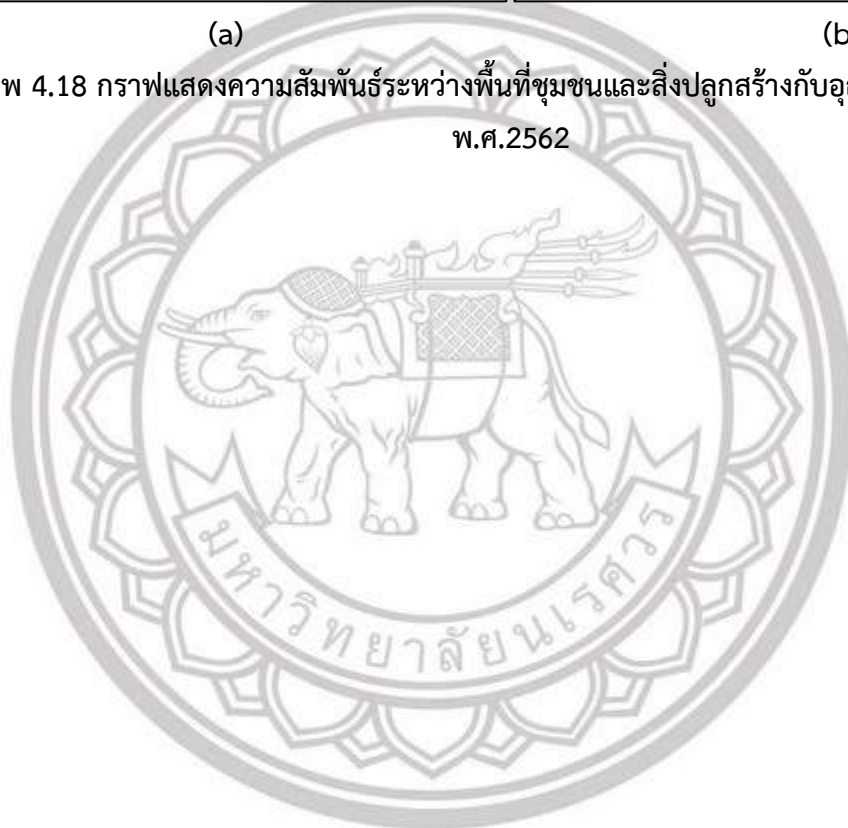 (a) (b
พ 4.18 กราฟแสดงความสัมพันธ์ระหว่างพื้นที่ชุมชนและสิ่งปลูกสร้างกับอุ
พ.ศ.2562
มหาวิทยาลัยนเรศวร